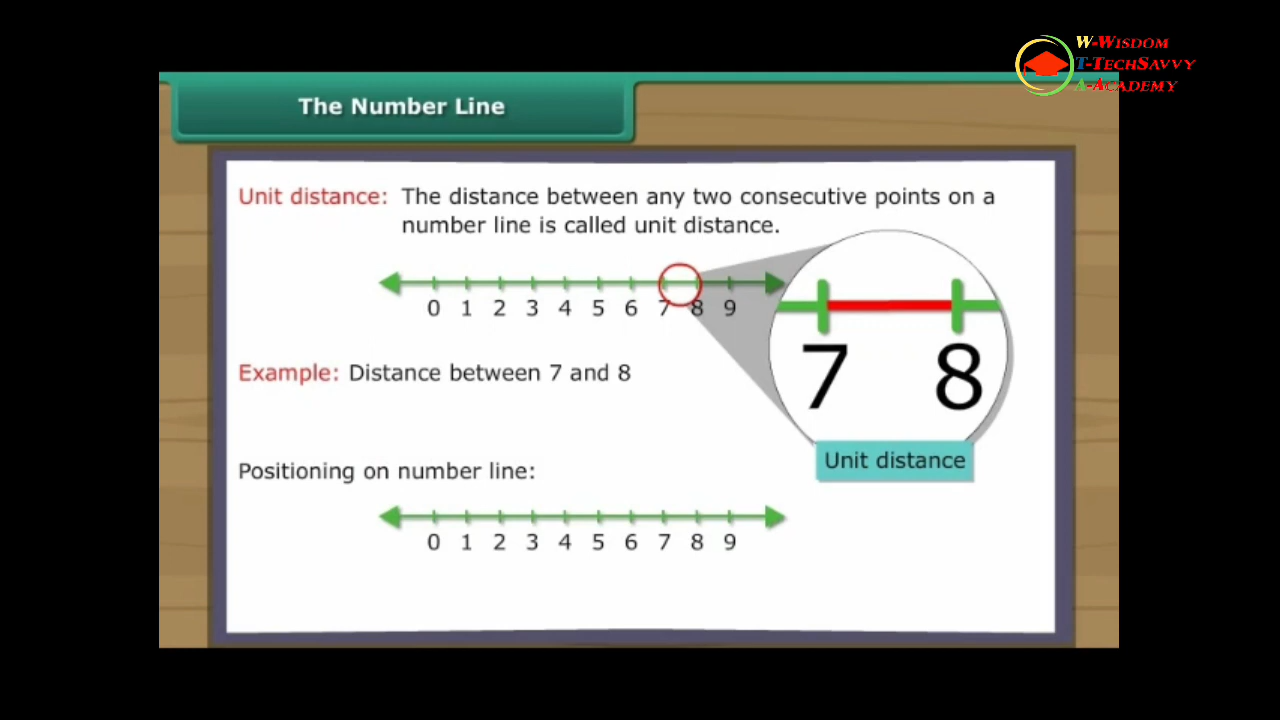 W-Wisdom
T-TechSavvy
A-Academy
The Number Line
Unit distance: The distance between any two consecutive points on a
number line is called unit distance.
0 1 2 3 4 5 6 7 8 9
7 8
Example: Distance between 7 and 8
Unit distance
Positioning on number line:
0 1 2 3 4 5 6 7 8 9